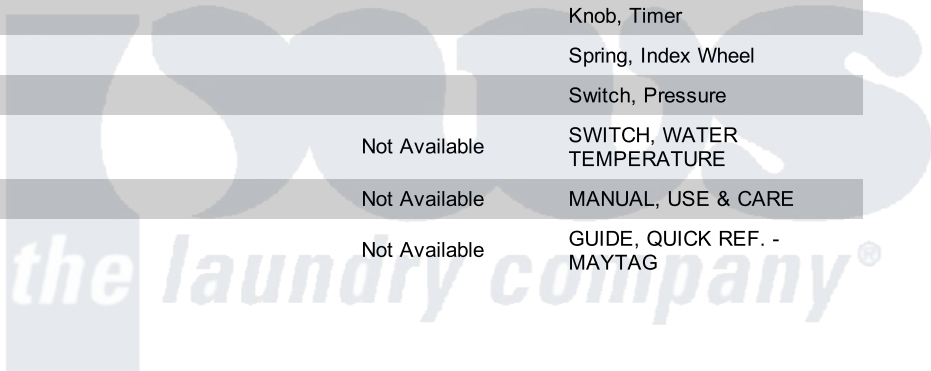 Knob, Timer
Spring, Index Wheel
Switch, Pressure
Not Available SWITCH, WATER
TEMPERATURE
Not Available MANUAL, USE & CARE
Not Available GUIDE, QUICK REF. -
MAYTAG
the laundry company®